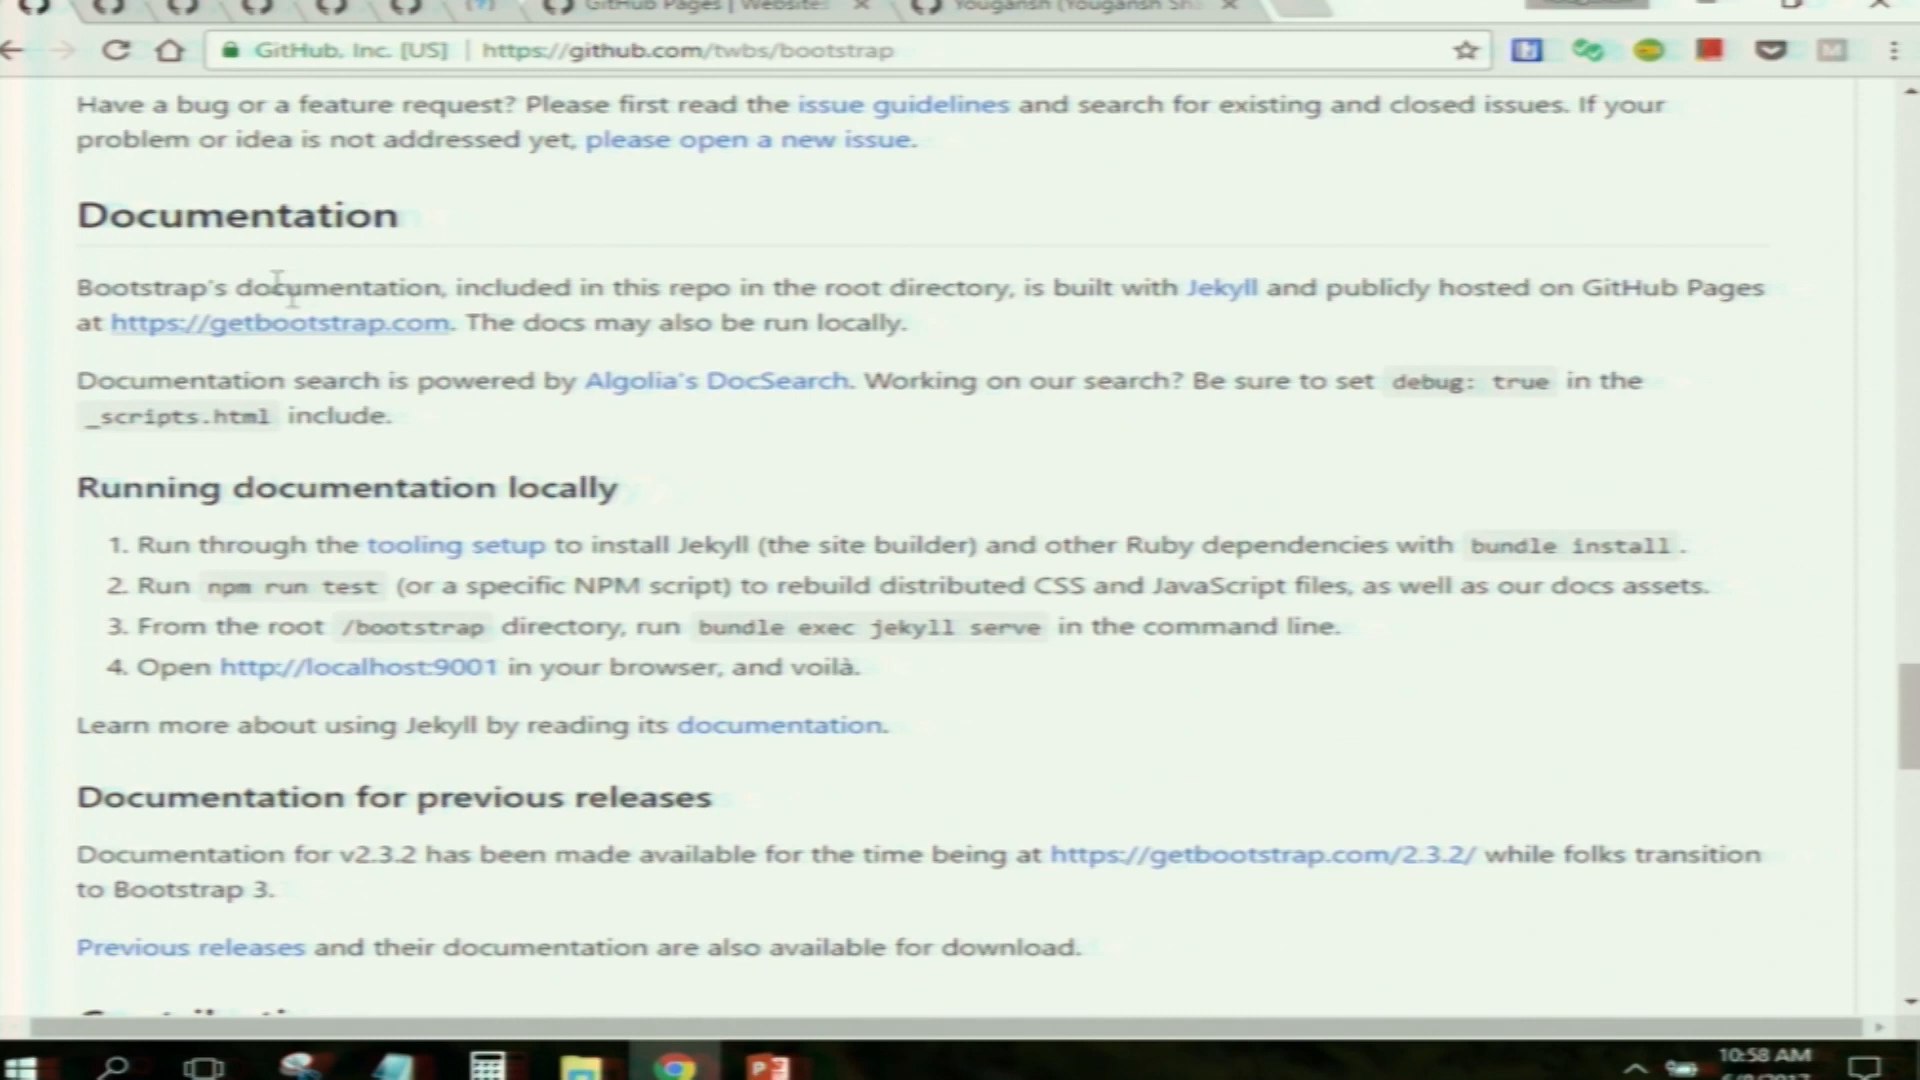 GitHub Pages | Websites
Yougansh (Yougansh Sha
GitHub, Inc. [US] | https://github.com/twbs/bootstrap
Have a bug or a feature request? Please first read the issue guidelines and search for existing and closed issues. If your
problem or idea is not addressed yet, please open a new issue.
Documentation
Bootstrap's documentation, included in this repo in the root directory, is built with Jekyll and publicly hosted on GitHub Pages
at https://getbootstrap.com. The docs may also be run locally.
Documentation search is powered by Algolia's DocSearch. Working on our search? Be sure to set debug: true in the
_scripts.html include.
Running documentation locally
1. Run through the tooling setup to install Jekyll (the site builder) and other Ruby dependencies with bundle install.
2. Run npm run test (or a specific NPM script) to rebuild distributed CSS and JavaScript files, as well as our docs assets.
3. From the root /bootstrap directory, run bundle exec jekyll serve in the command line.
4. Open http://localhost:9001 in your browser, and voilà.
Learn more about using Jekyll by reading its documentation.
Documentation for previous releases
Documentation for v2.3.2 has been made available for the time being at https://getbootstrap.com/2.3.2/ while folks transition
to Bootstrap 3.
Previous releases and their documentation are also available for download.
10:58 AM